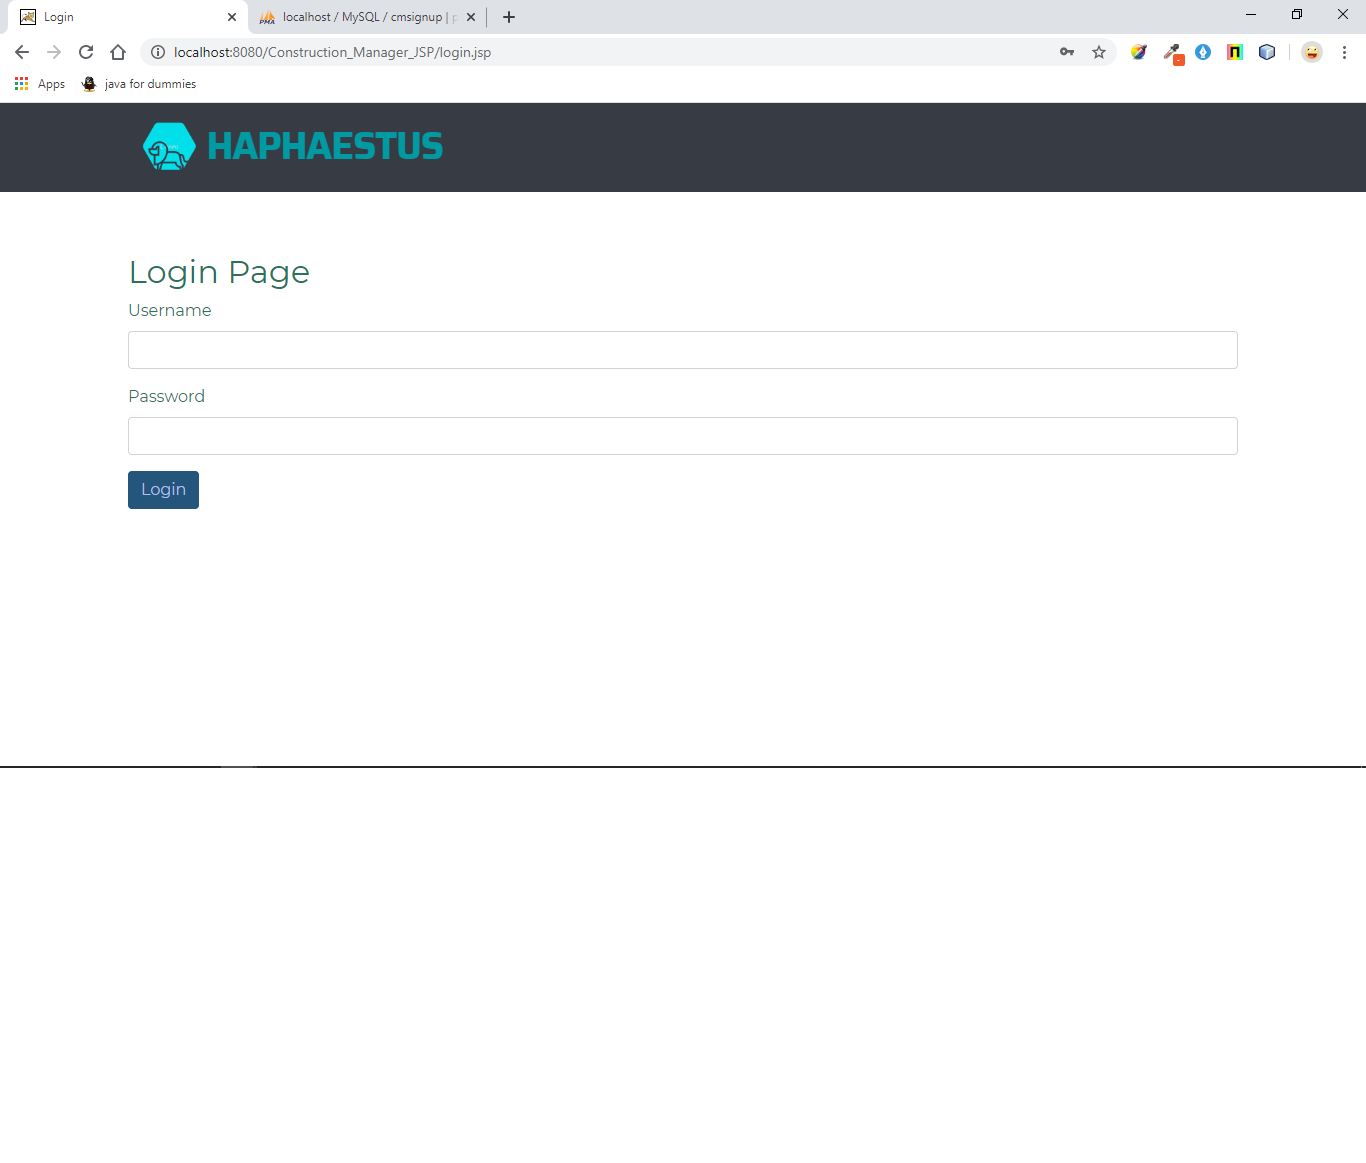 Login
localhost / MySQL / cmsignup |
localhost:8080/Construction_Manager_JSP/login.jsp
Apps
java for dummies
HAPHAESTUS
Login Page
Username
Password
Login